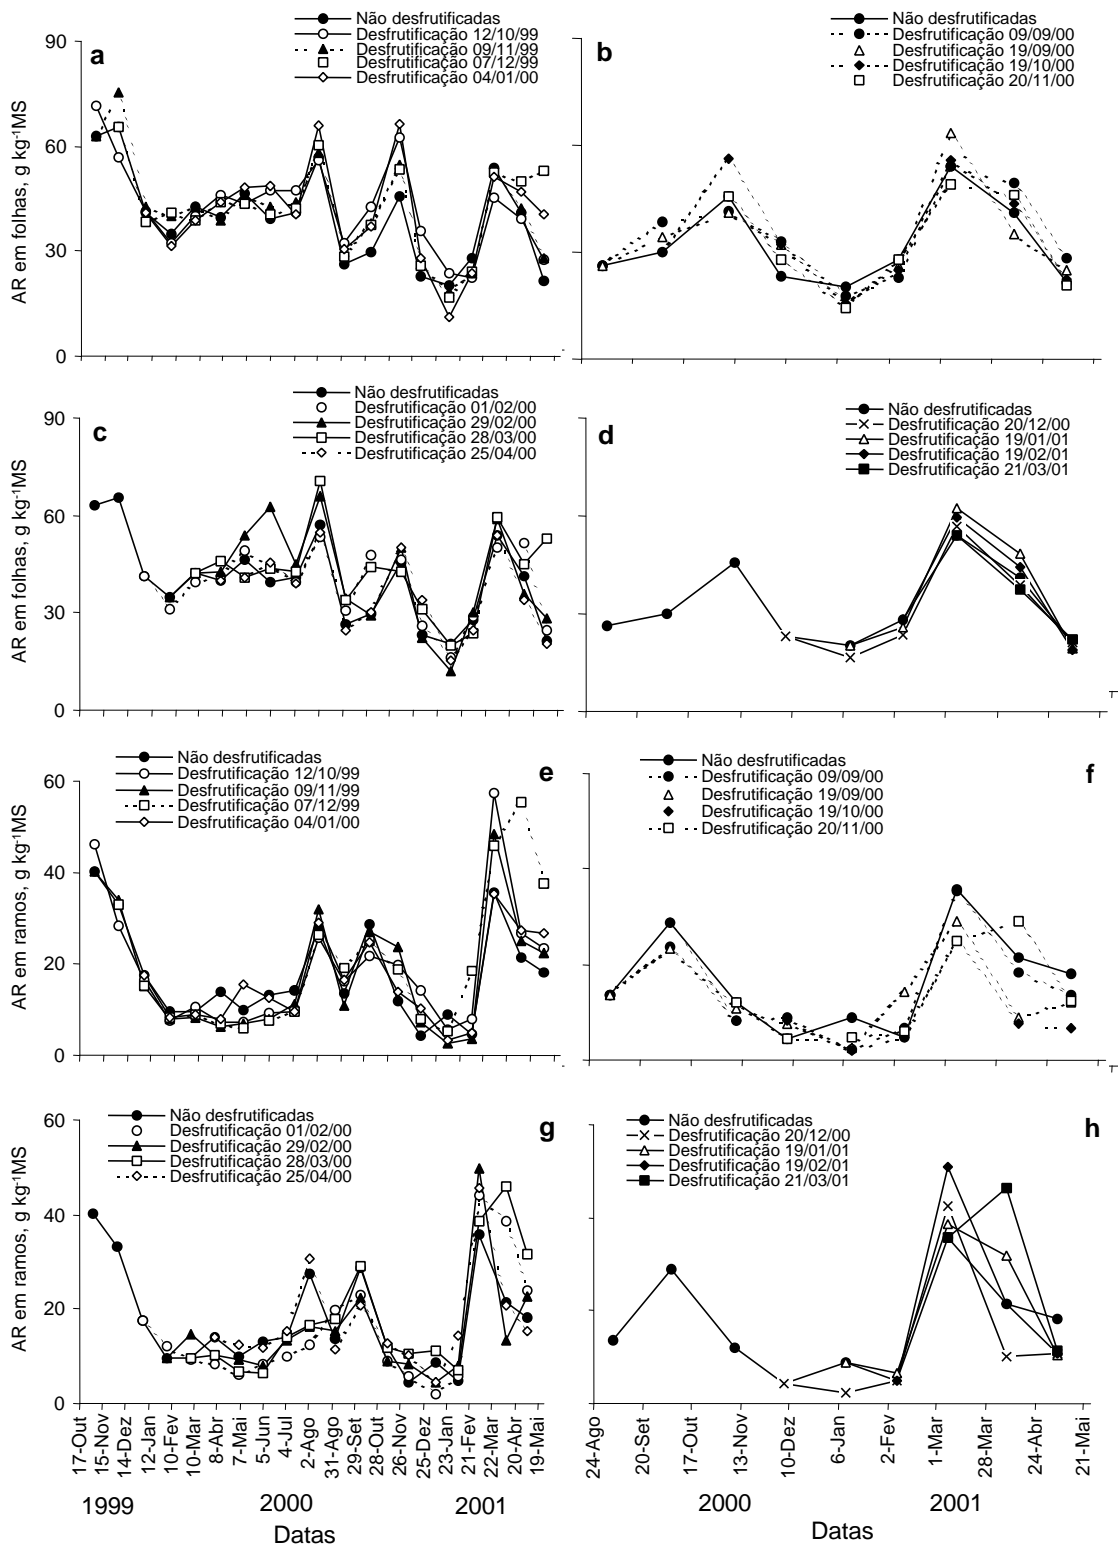 a
Não desfrutificadas
Desfrutificação 12/10/99
Desfrutificação 09/11/99
Desfrutificação 07/12/99
Desfrutificação 04/01/00
90
60
30
0
AR em folhas, g kg⁻¹MS
b
Não desfrutificadas
Desfrutificação 09/09/00
Desfrutificação 19/09/00
Desfrutificação 19/10/00
Desfrutificação 20/11/00
c
Não desfrutificadas
Desfrutificação 01/02/00
Desfrutificação 29/02/00
Desfrutificação 28/03/00
Desfrutificação 25/04/00
90
60
30
0
AR em folhas, g kg⁻¹MS
d
Não desfrutificadas
Desfrutificação 20/12/00
Desfrutificação 19/01/01
Desfrutificação 19/02/01
Desfrutificação 21/03/01
e
Não desfrutificadas
Desfrutificação 12/10/99
Desfrutificação 09/11/99
Desfrutificação 07/12/99
Desfrutificação 04/01/00
60
40
20
0
AR em ramos, g kg⁻¹MS
f
Não desfrutificadas
Desfrutificação 09/09/00
Desfrutificação 19/09/00
Desfrutificação 19/10/00
Desfrutificação 20/11/00
g
Não desfrutificadas
Desfrutificação 01/02/00
Desfrutificação 29/02/00
Desfrutificação 28/03/00
Desfrutificação 25/04/00
60
40
20
0
AR em ramos, g kg⁻¹MS
h
Não desfrutificadas
Desfrutificação 20/12/00
Desfrutificação 19/01/01
Desfrutificação 19/02/01
Desfrutificação 21/03/01
17-Out
15-Nov
14-Dez
12-Jan
10-Fev
10-Mar
8-Abr
7-Mai
5-Jun
4-Jul
2-Ago
31-Ago
29-Set
28-Out
26-Nov
25-Dez
23-Jan
21-Fev
22-Mar
20-Abr
19-Mai
1999
2000
2001
Datas
24-Ago
20-Set
17-Out
13-Nov
10-Dez
6-Jan
2-Fev
1-Mar
28-Mar
24-Abr
21-Mai
2000
2001
Datas